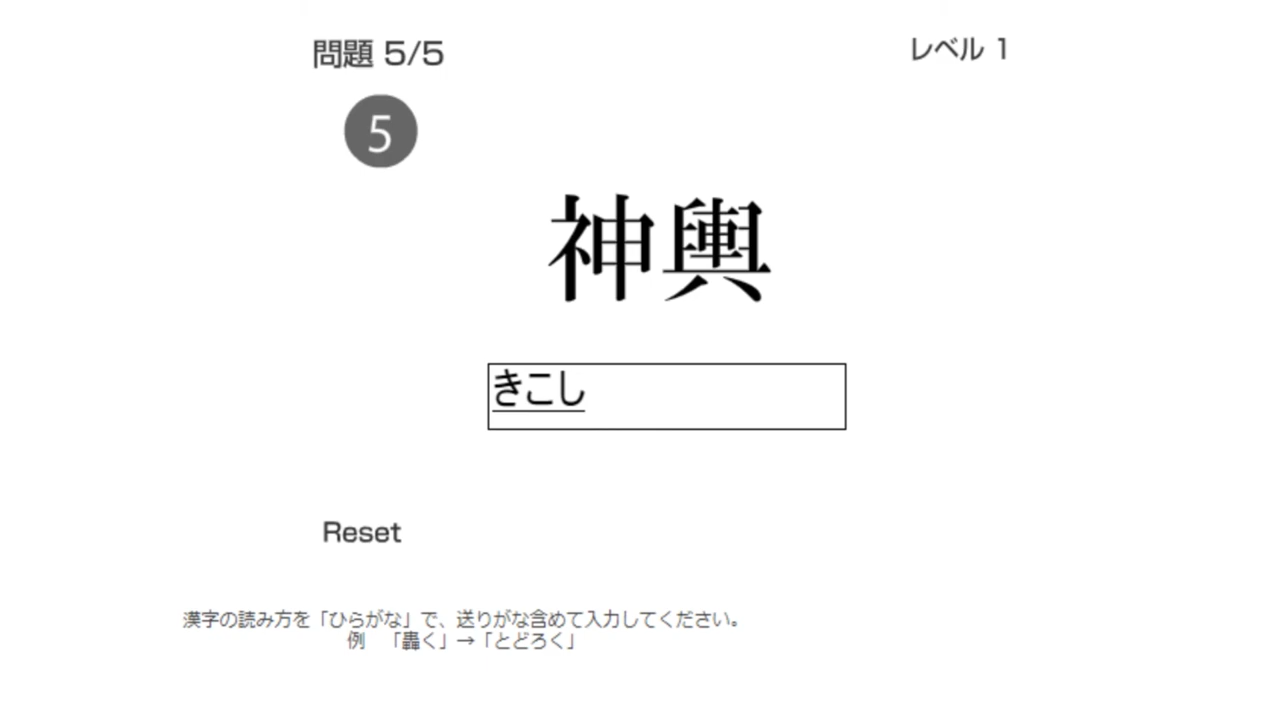 問題 5/5
レベル 1
5
神輿
きこし
Reset
漢字の読み方を「ひらがな」で、送りがな含めて入力してください。
例　「轟く」→「とどろく」